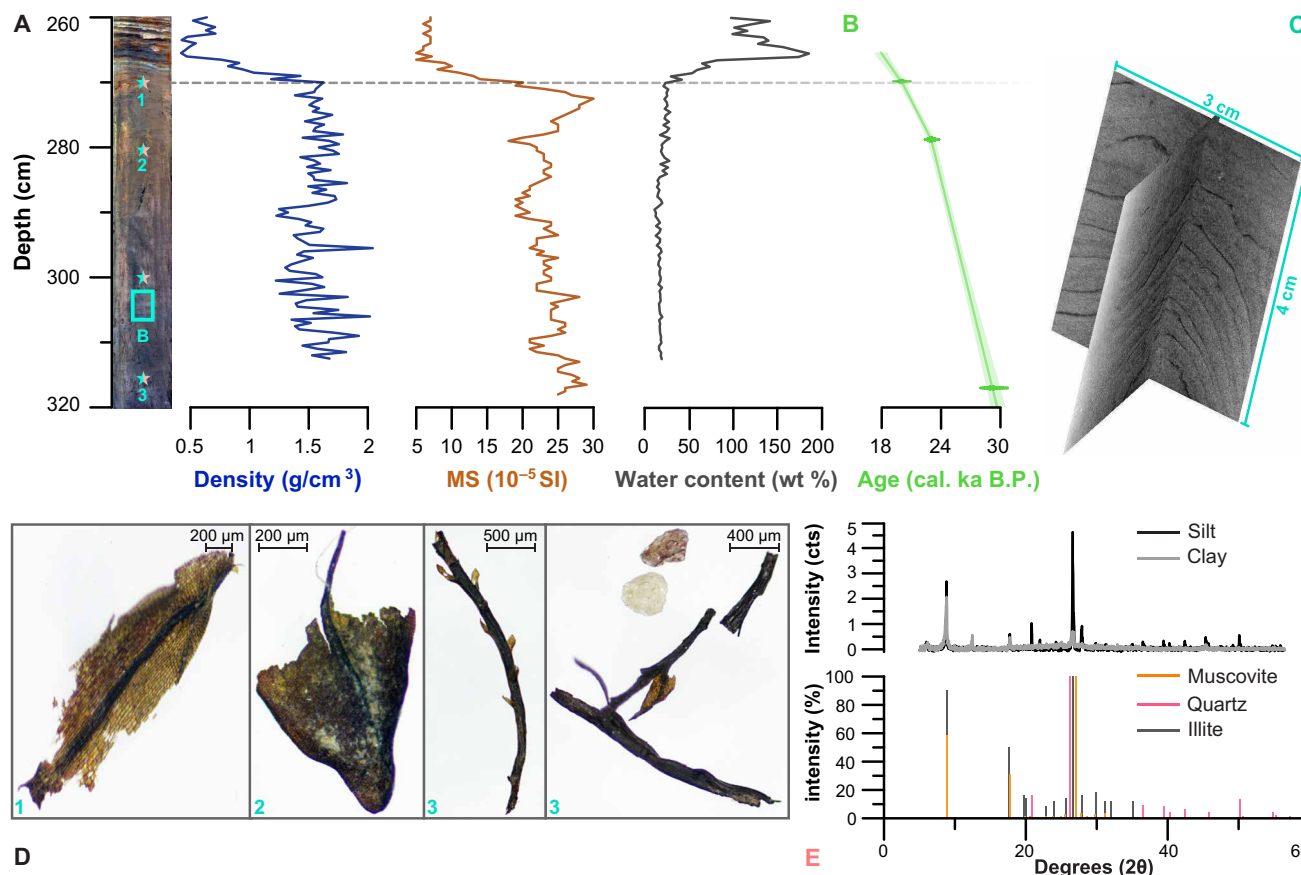 A
B
C
260
280
300
320
Depth (cm)
1
2
B
3
0.5 1 1.5 2
Density (g/cm³)
5 10 15 20 25 30
MS (10⁻⁵ SI)
0 50 100 150 200
Water content (wt %)
18 23 30
Age (cal. ka B.P.)
3 cm
4 cm
200 µm
200 µm
500 µm
400 µm
1
2
3
3
D
5
4
3
2
1
0
Intensity (cts)
Silt
Clay
100
80
60
40
20
0
intensity (%)
Muscovite
Quartz
Illite
0 20 40 6
Degrees (2θ)
E